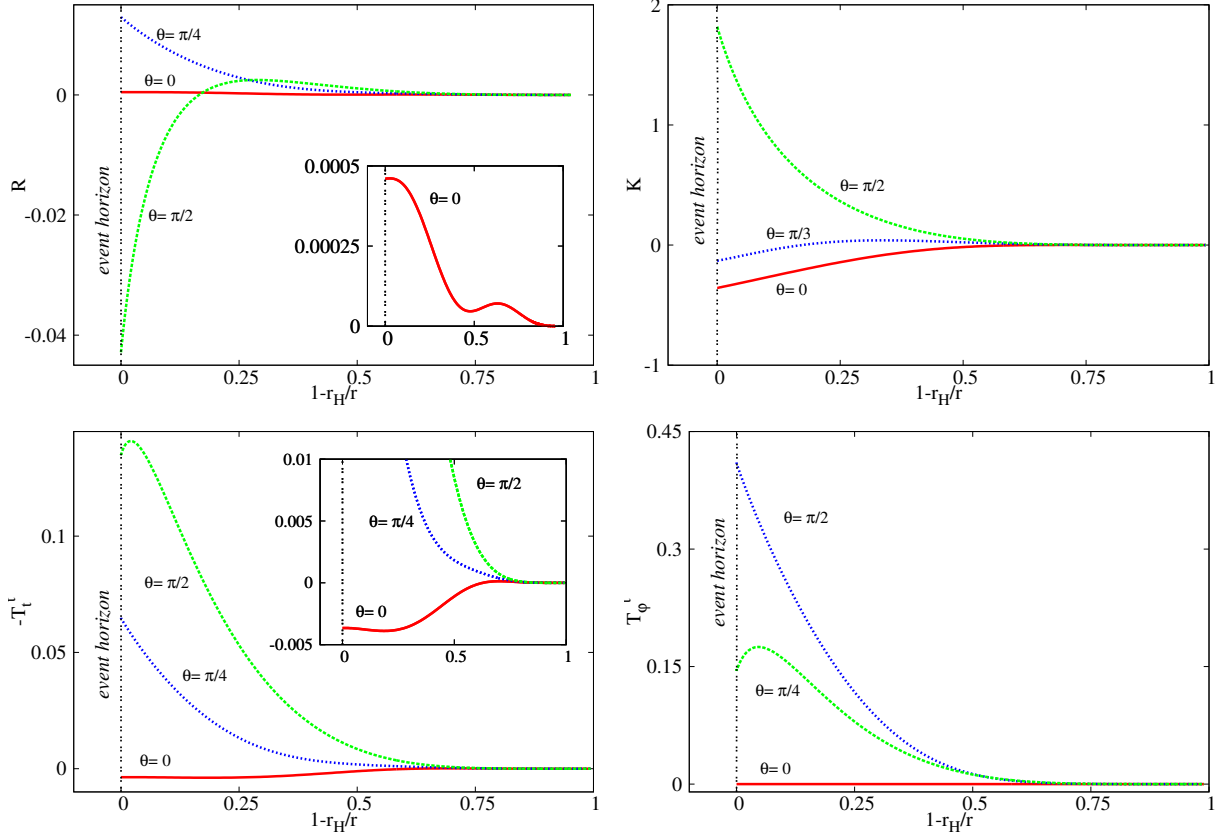 0
-0.02
-0.04
R
event horizon
θ= π/4
θ= 0
θ= π/2
0.0005
0.00025
0
θ= 0
0 0.5 1
0 0.25 0.5 0.75 1
1-r_H/r
2
1
0
-1
K
event horizon
θ= π/2
θ= π/3
θ= 0
0 0.25 0.5 0.75 1
1-r_H/r
0.1
0.05
0
-T_t^t
event horizon
θ= π/2
θ= π/4
θ= 0
0.01
0.005
0
-0.005
θ= π/2
θ= π/4
θ= 0
0 0.5 1
0 0.25 0.5 0.75 1
1-r_H/r
0.45
0.3
0.15
0
T_φ^t
event horizon
θ= π/2
θ= π/4
θ= 0
0 0.25 0.5 0.75 1
1-r_H/r